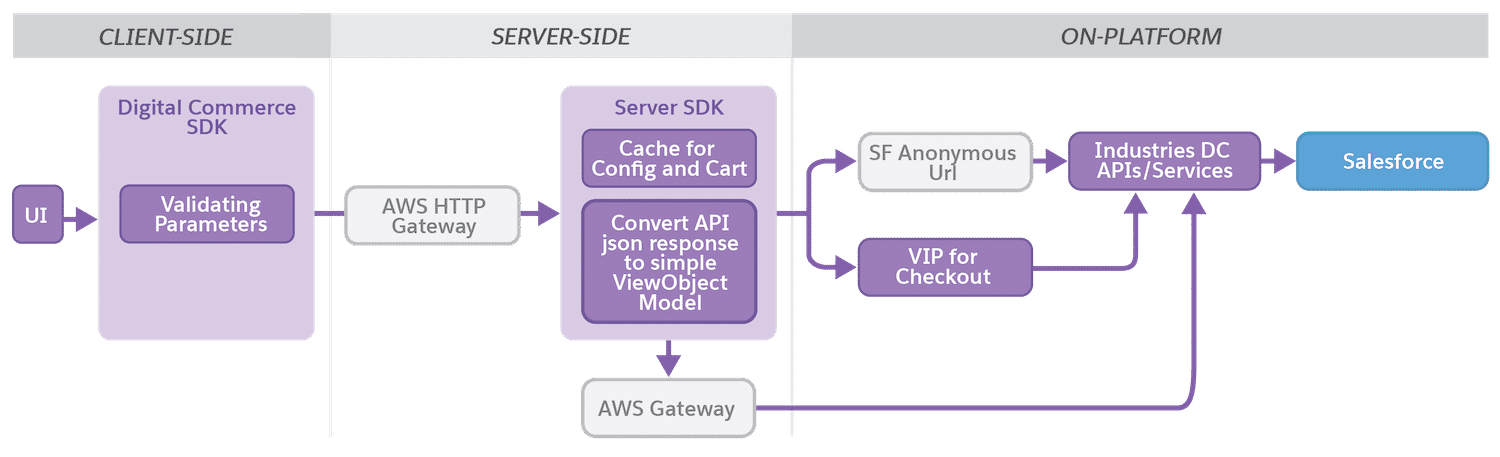 CLIENT-SIDE
SERVER-SIDE
ON-PLATFORM
UI
Digital Commerce
SDK
Validating
Parameters
AWS HTTP
Gateway
Server SDK
Cache for
Config and Cart
Convert API
json response
to simple
ViewObject
Model
AWS Gateway
SF Anonymous
Url
VIP for
Checkout
Industries DC
APIs/Services
Salesforce